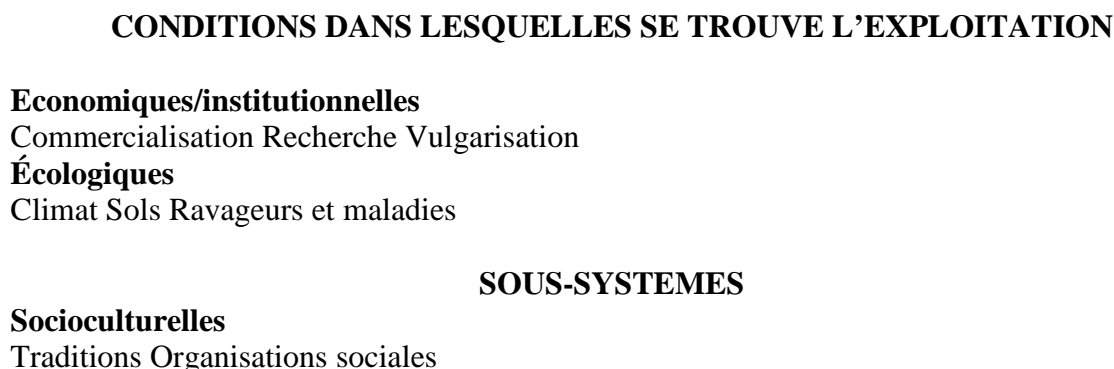 CONDITIONS DANS LESQUELLES SE TROUVE L’EXPLOITATION
Economiques/institutionnelles
Commercialisation Recherche Vulgarisation
Écologiques
Climat Sols Ravageurs et maladies
SOUS-SYSTEMES
Socioculturelles
Traditions Organisations sociales